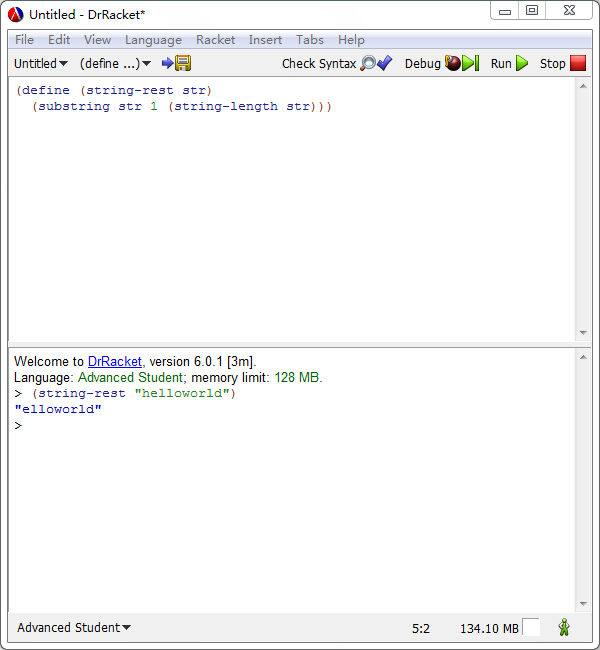 Untitled - DrRacket*
File Edit View Language Racket Insert Tabs Help
Untitled (define ...) Check Syntax Debug Run Stop
(define (string-rest str)
  (substring str 1 (string-length str)))
Welcome to DrRacket, version 6.0.1 [3m].
Language: Advanced Student; memory limit: 128 MB.
> (string-rest "helloworld")
"elloworld"
>
Advanced Student 5:2 134.10 MB